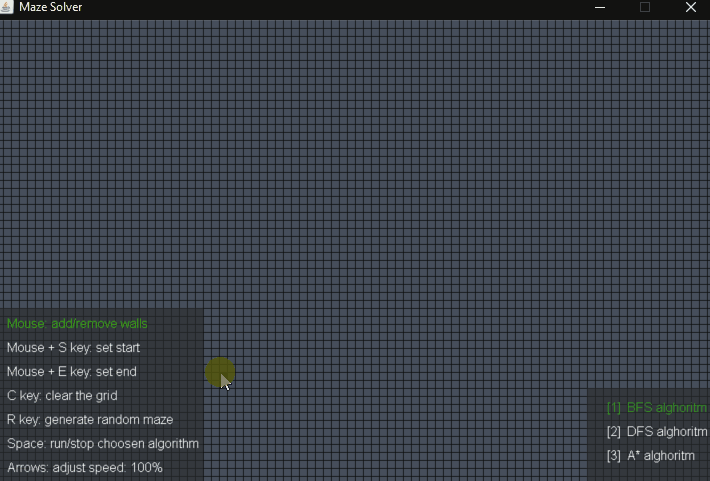 Maze Solver
Mouse: add/remove walls
Mouse + S key: set start
Mouse + E key: set end
C key: clear the grid
R key: generate random maze
Space: run/stop choosen algorithm
Arrows: adjust speed: 100%
[1] BFS alghoritm
[2] DFS alghoritm
[3] A* alghoritm